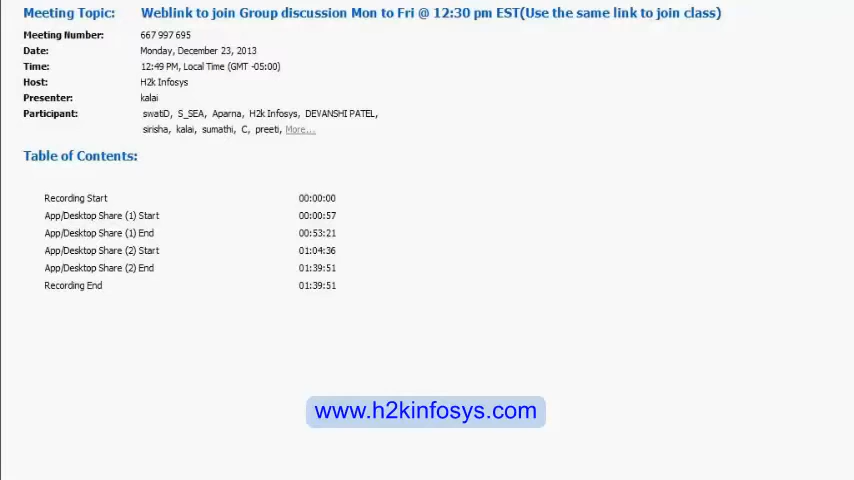 Meeting Topic: Weblink to join Group discussion Mon to Fri @ 12:30 pm EST(Use the same link to join class)
Meeting Number: 667 997 695
Date: Monday, December 23, 2013
Time: 12:49 PM, Local Time (GMT -05:00)
Host: H2k Infosys
Presenter: kalai
Participant: swatiD, S_SEA, Aparna, H2k Infosys, DEVANSHI PATEL,
sirisha, kalai, sumathi, C, preeti, More...
Table of Contents:
Recording Start 00:00:00
App/Desktop Share (1) Start 00:00:57
App/Desktop Share (1) End 00:53:21
App/Desktop Share (2) Start 01:04:36
App/Desktop Share (2) End 01:39:51
Recording End 01:39:51
www.h2kinfosys.com